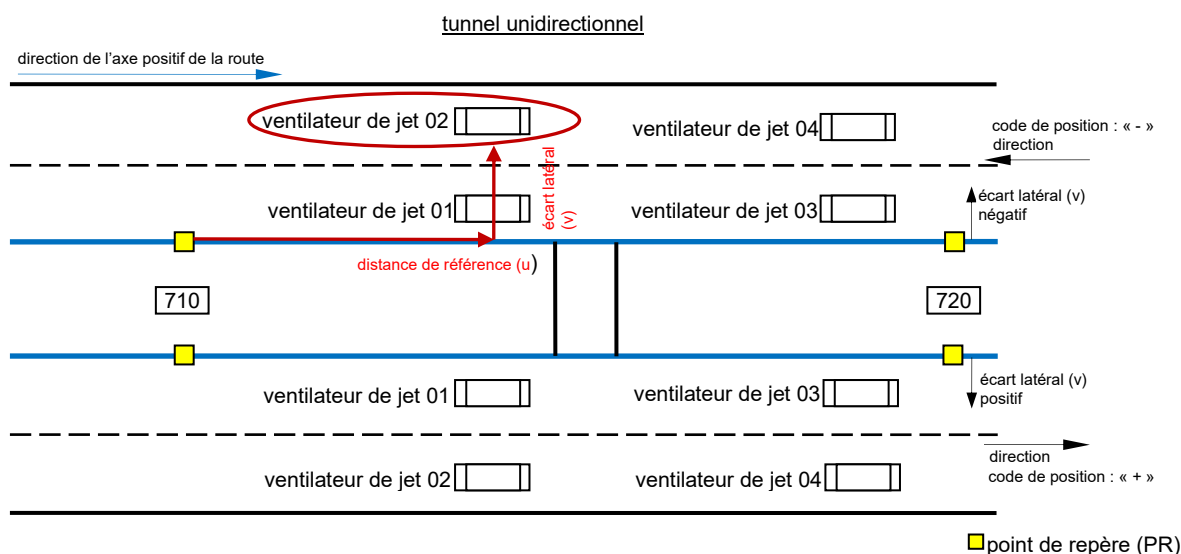 tunnel unidirectionnel
direction de l'axe positif de la route
ventilateur de jet 02
ventilateur de jet 04
code de position : « - »
direction
écart latéral
(v)
ventilateur de jet 01
ventilateur de jet 03
écart latéral (v)
négatif
distance de référence (u)
710
720
ventilateur de jet 01
ventilateur de jet 03
écart latéral (v)
positif
ventilateur de jet 02
ventilateur de jet 04
direction
code de position : « + »
point de repère (PR)